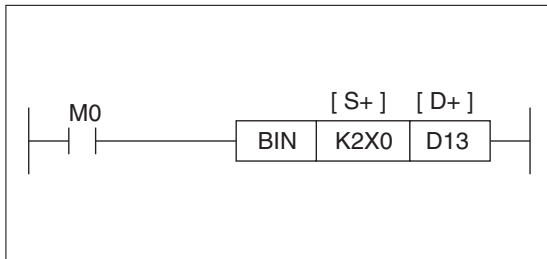 [ S+ ] [ D+ ]
M0
BIN K2X0 D13